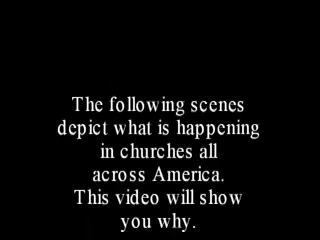 The following scenes
depict what is happening
in churches all
across America.
This video will show
you why.